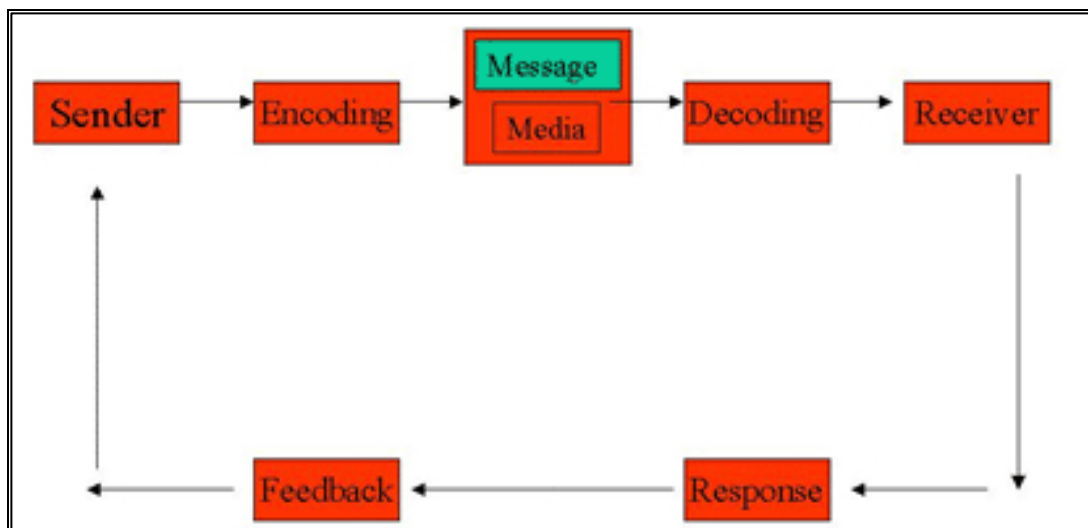 Message
Sender
Encoding
Media
Decoding
Receiver
Feedback
Response